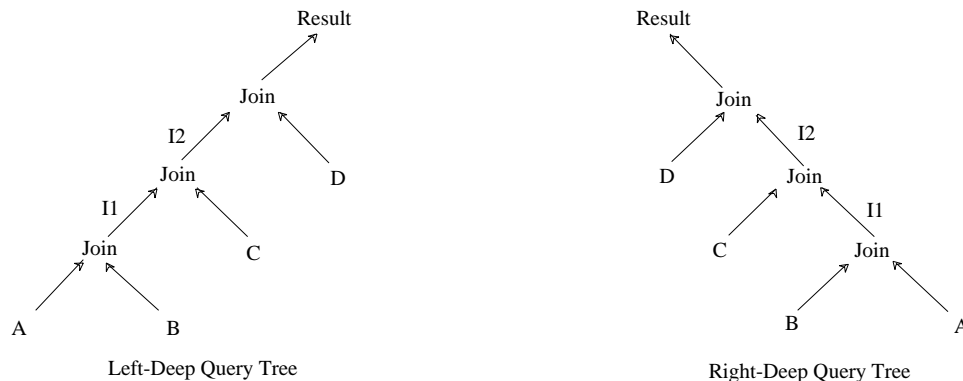 Result
Join
I2
Join
D
I1
Join
C
A
B
Left-Deep Query Tree
Result
Join
I2
D
Join
I1
C
Join
B
A
Right-Deep Query Tree